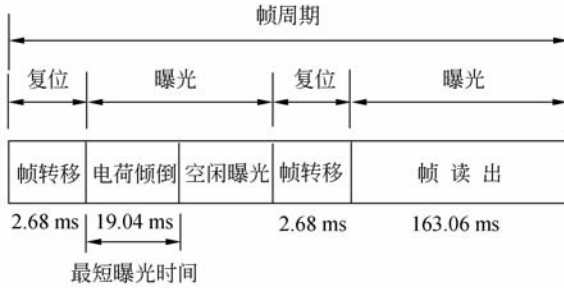 帧周期
复位 曝光 复位 曝光
帧转移 电荷倾倒 空闲曝光 帧转移 帧 读 出
2.68 ms 19.04 ms 2.68 ms 163.06 ms
最短曝光时间